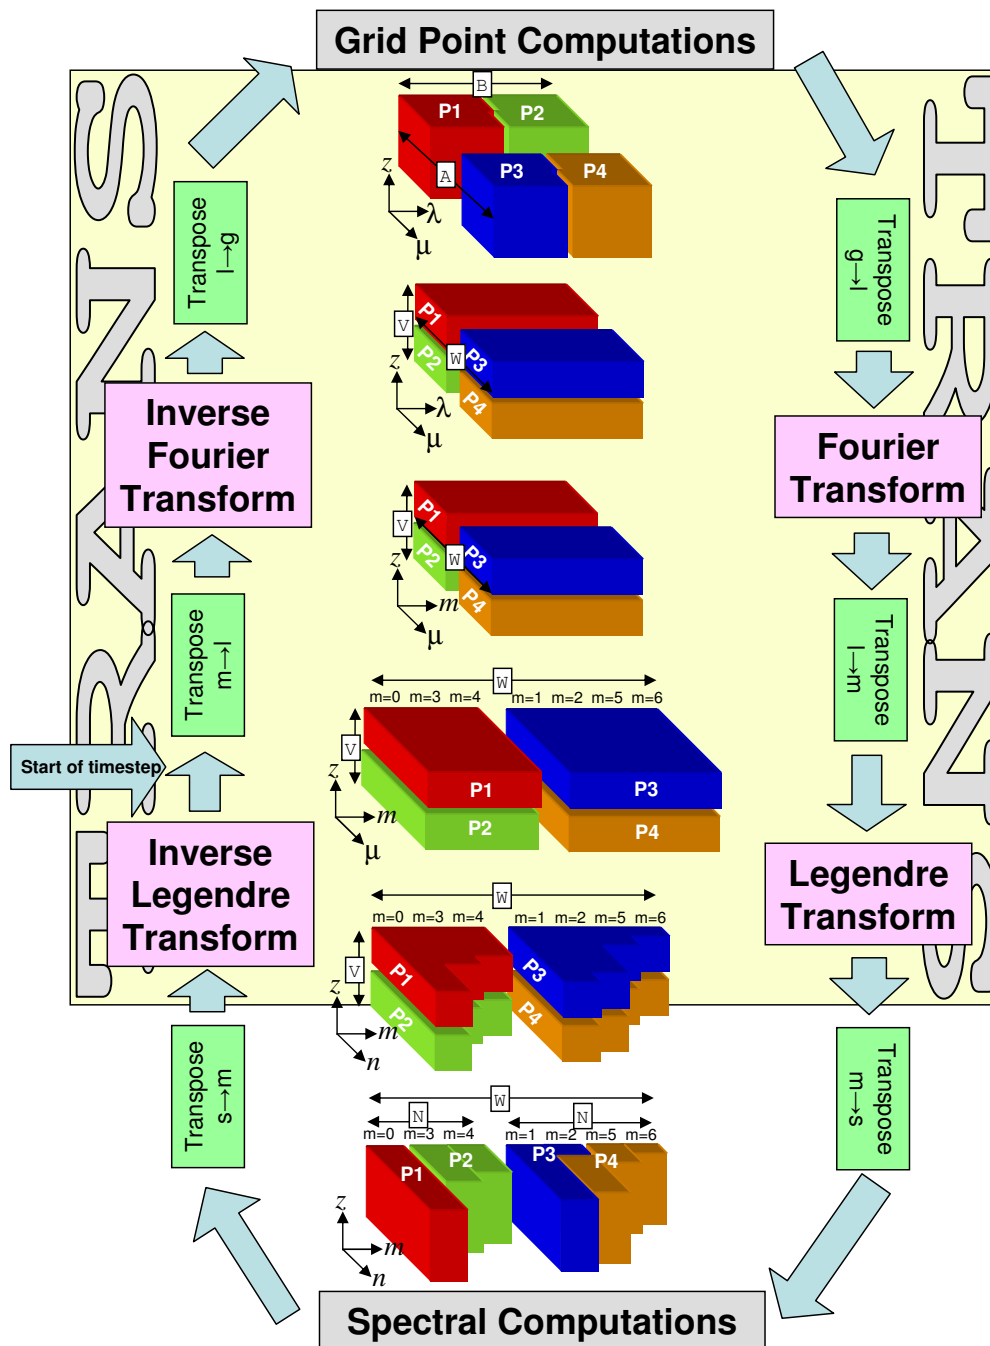 Grid Point Computations
B
P1
P2
A
P3
P4
z
λ
μ
Transpose
l→g
Transpose
g→l
P1
V
W
P2
P3
P4
z
λ
μ
Inverse
Fourier
Transform
Fourier
Transform
P1
V
W
P2
P3
P4
z
m
μ
Transpose
m→l
Transpose
l→m
W
m=0 m=3 m=4 m=1 m=2 m=5 m=6
V
P1
P3
P2
P4
z
m
μ
Start of timestep
Inverse
Legendre
Transform
Legendre
Transform
W
m=0 m=3 m=4 m=1 m=2 m=5 m=6
V
P1
P3
P2
P4
z
m
n
Transpose
s→m
Transpose
m→s
W
N
N
m=0 m=3 m=4 m=1 m=2 m=5 m=6
P1
P2
P3
P4
z
m
n
Spectral Computations
ECTRANS
ITRANS